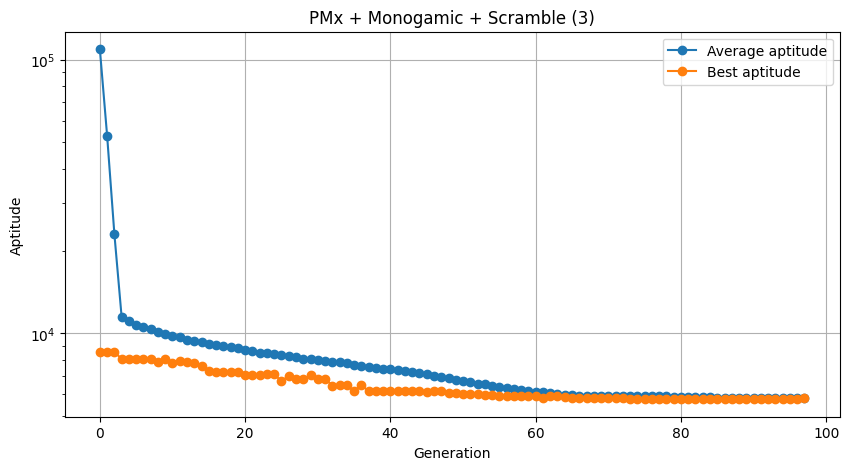 PMx + Monogamic + Scramble (3)
Average aptitude
Best aptitude
Aptitude
10^5
10^4
0
20
40
60
80
100
Generation